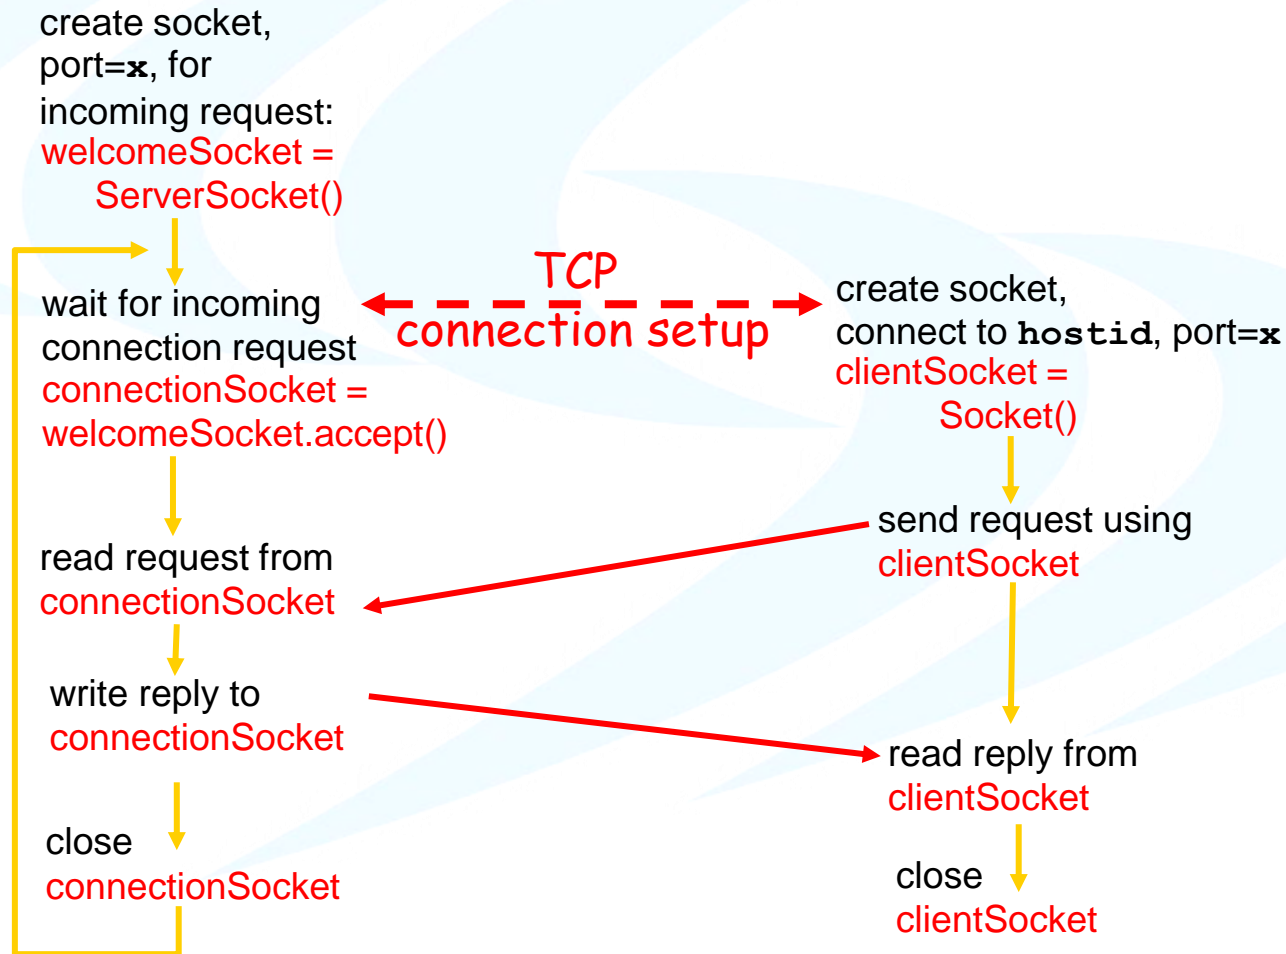 create socket,
port=x, for
incoming request:
welcomeSocket =
ServerSocket()
wait for incoming
connection request
connectionSocket =
welcomeSocket.accept()
TCP
connection setup
create socket,
connect to hostid, port=x
clientSocket =
Socket()
send request using
clientSocket
read request from
connectionSocket
write reply to
connectionSocket
read reply from
clientSocket
close
connectionSocket
close
clientSocket